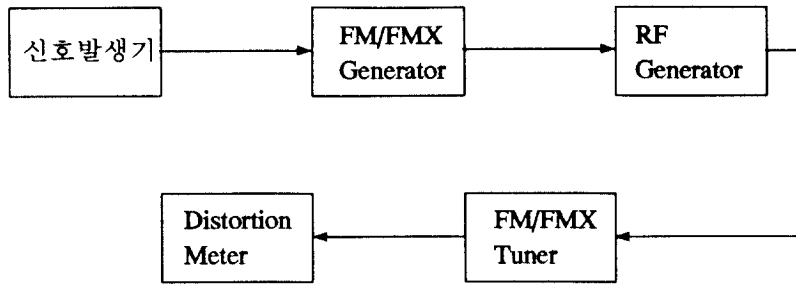 신호발생기
FM/FMX
Generator
RF
Generator
Distortion
Meter
FM/FMX
Tuner